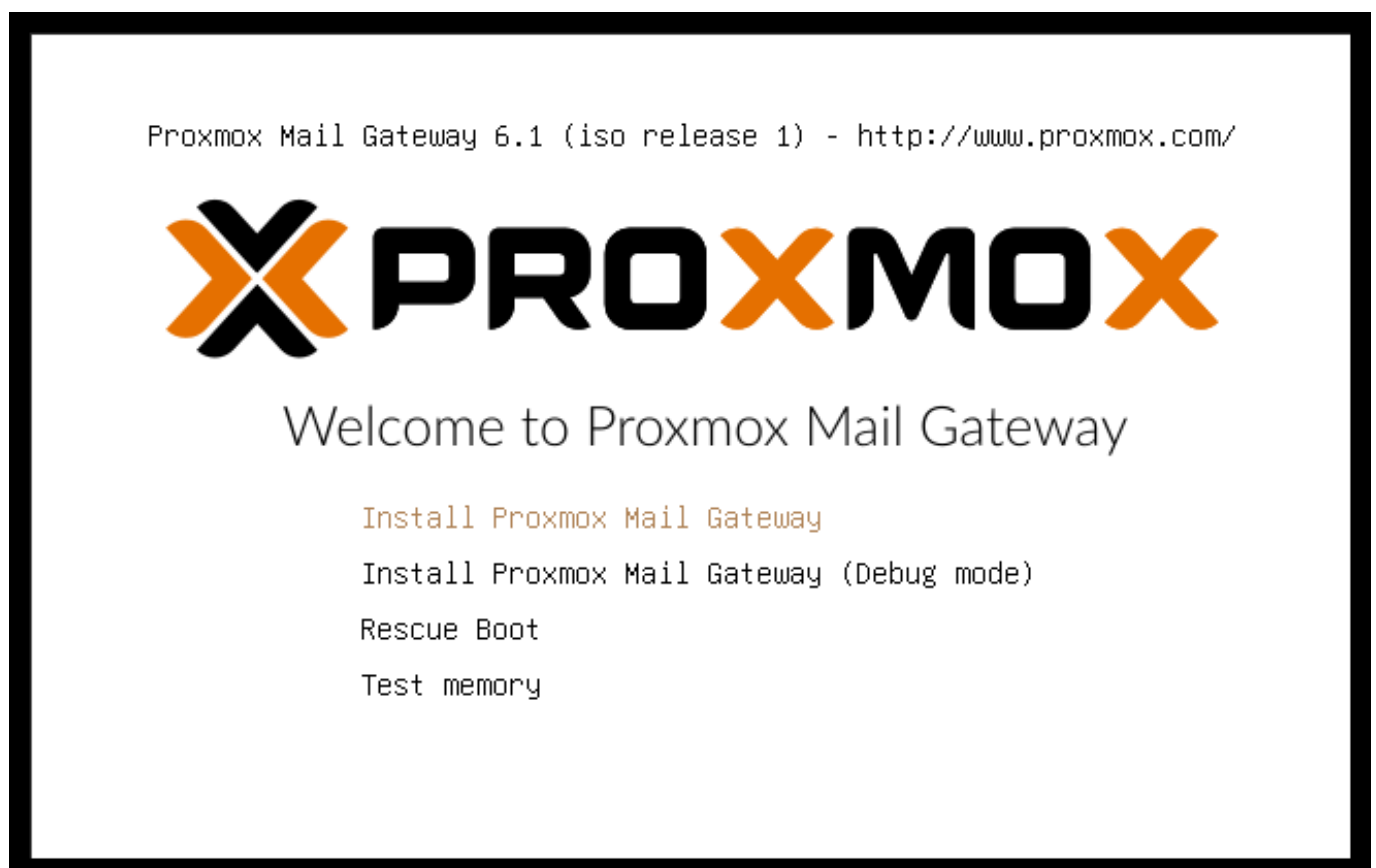 Proxmox Mail Gateway 6.1 (iso release 1) - http://www.proxmox.com/
PROXMOX
Welcome to Proxmox Mail Gateway
Install Proxmox Mail Gateway
Install Proxmox Mail Gateway (Debug mode)
Rescue Boot
Test memory